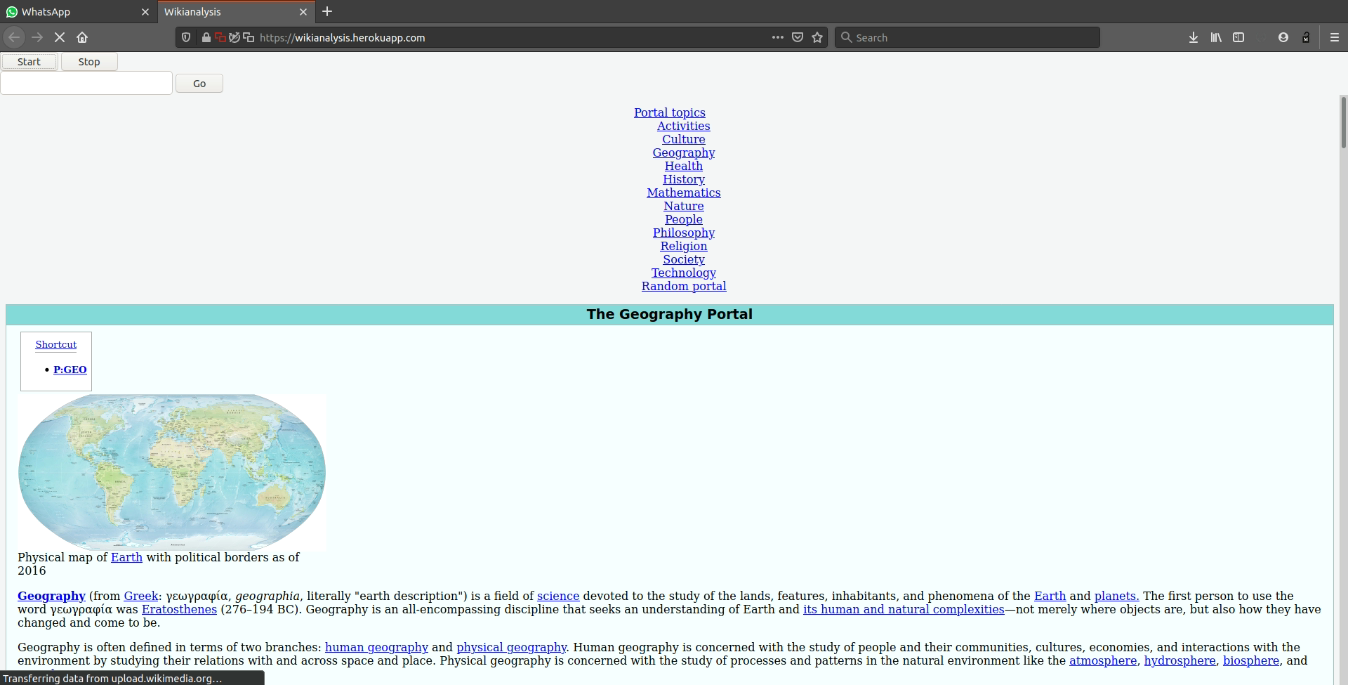 WhatsApp
Wikianalysis
https://wikianalysis.herokuapp.com
Search
Start
Stop
Go
Portal topics
Activities
Culture
Geography
Health
History
Mathematics
Nature
People
Philosophy
Religion
Society
Technology
Random portal
The Geography Portal
Shortcut
• P:GEO
Physical map of Earth with political borders as of
2016
Geography (from Greek: γεωγραφία, geographia, literally "earth description") is a field of science devoted to the study of the lands, features, inhabitants, and phenomena of the Earth and planets. The first person to use the
word γεωγραφία was Eratosthenes (276–194 BC). Geography is an all-encompassing discipline that seeks an understanding of Earth and its human and natural complexities—not merely where objects are, but also how they have
changed and come to be.
Geography is often defined in terms of two branches: human geography and physical geography. Human geography is concerned with the study of people and their communities, cultures, economies, and interactions with the
environment by studying their relations with and across space and place. Physical geography is concerned with the study of processes and patterns in the natural environment like the atmosphere, hydrosphere, biosphere, and
Transferring data from upload.wikimedia.org…